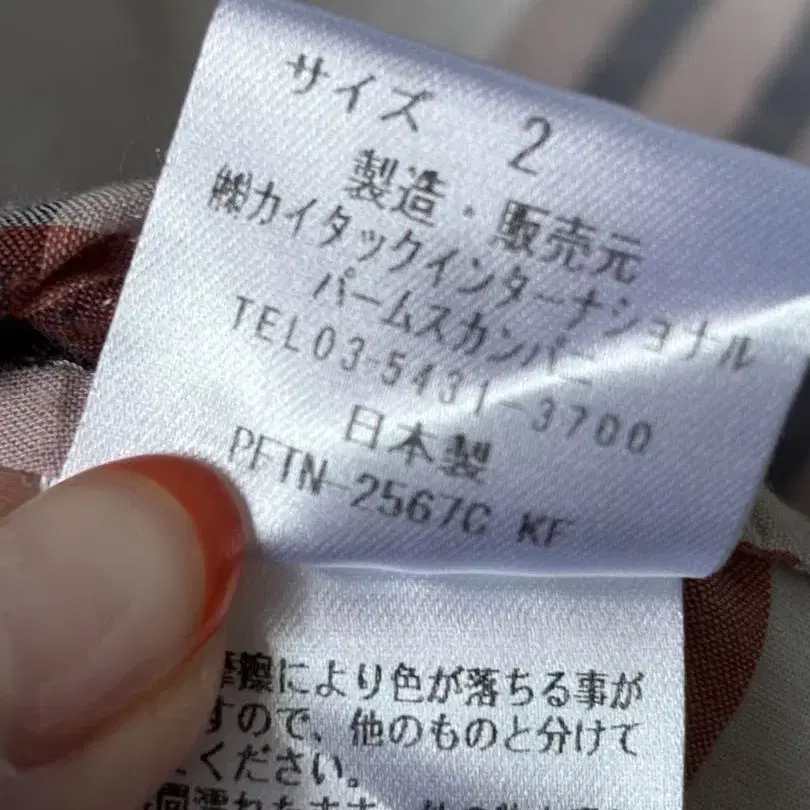 サイズ 2
製造・販売元
㈱カイタックインターナショナル
パームスカンパニー
TEL03-5431-3700
日本製
PFTN-2567C KF
摩擦により色が落ちる事が
すので、他のものと分けて
ください。